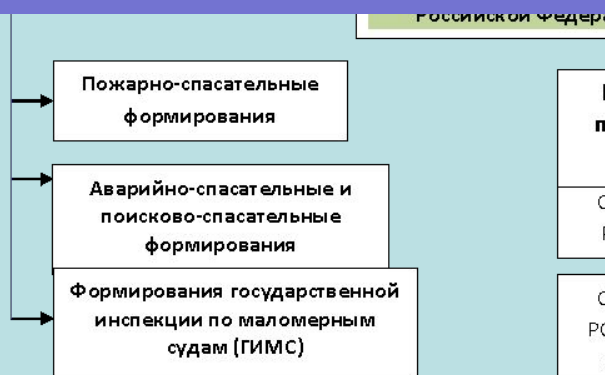 Российской Федера
Пожарно-спасательные
формирования
Аварийно-спасательные и
поисково-спасательные
формирования
Формирования государственной
инспекции по маломерным
судам (ГИМС)